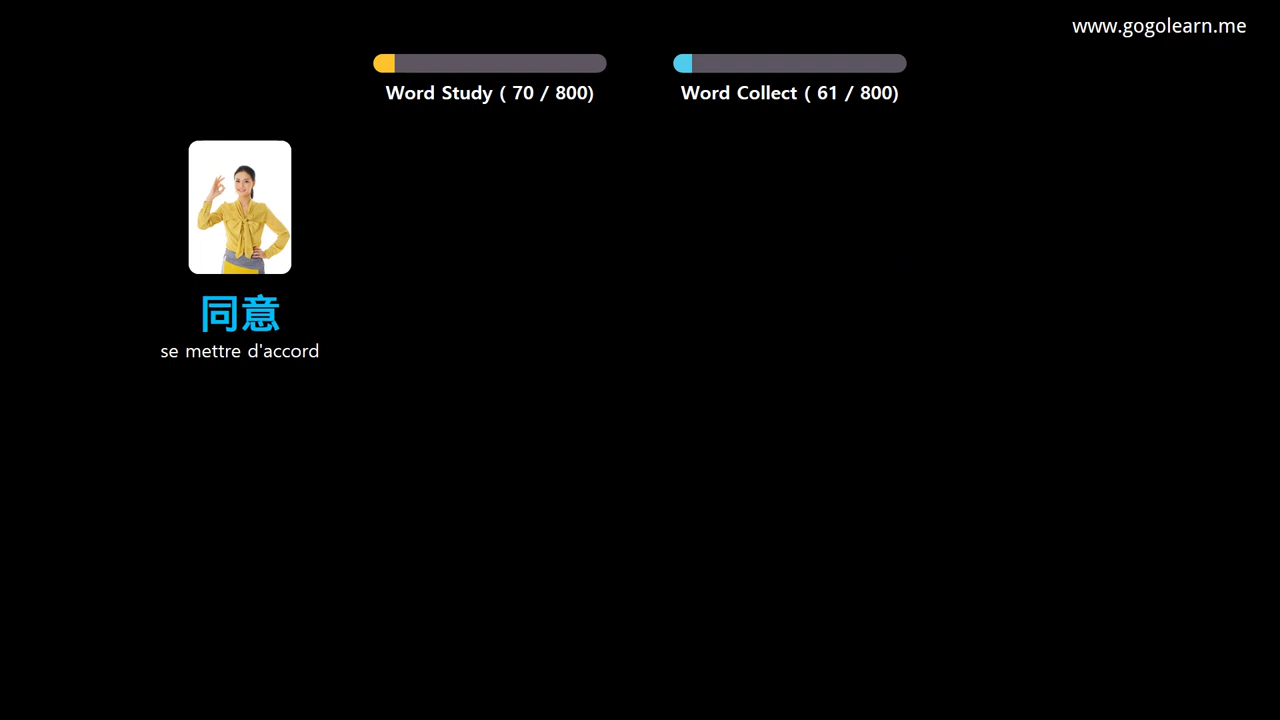 www.gogolearn.me
Word Study ( 70 / 800)
Word Collect ( 61 / 800)
同意
se mettre d'accord